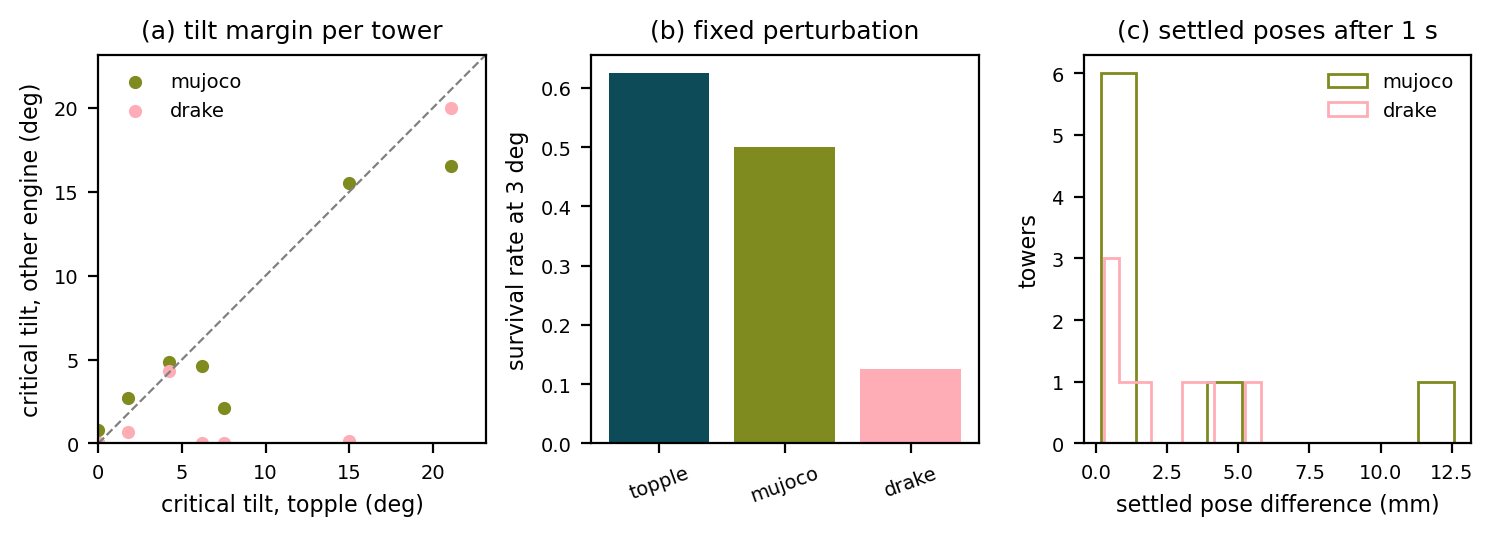 (a) tilt margin per tower
critical tilt, other engine (deg)
mujoco
drake
20
15
10
5
0
0 5 10 15 20
critical tilt, topple (deg)
(b) fixed perturbation
survival rate at 3 deg
0.6
0.5
0.4
0.3
0.2
0.1
0.0
topple mujoco drake
(c) settled poses after 1 s
towers
mujoco
drake
6
5
4
3
2
1
0
0.0 2.5 5.0 7.5 10.0 12.5
settled pose difference (mm)